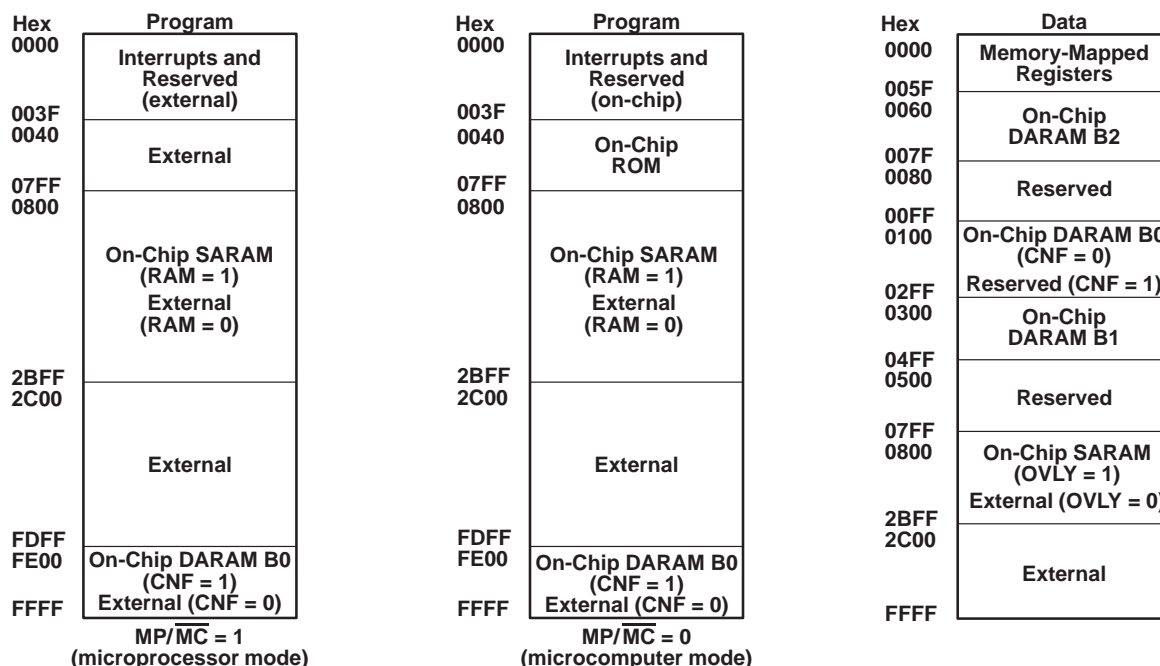 Hex
Program
0000
Interrupts and
Reserved
(external)
003F
0040
External
07FF
0800
On-Chip SARAM
(RAM = 1)
External
(RAM = 0)
2BFF
2C00
External
FDFF
FE00
On-Chip DARAM B0
(CNF = 1)
External (CNF = 0)
FFFF
MP/MC = 1
(microprocessor mode)
Hex
Program
0000
Interrupts and
Reserved
(on-chip)
003F
0040
On-Chip
ROM
07FF
0800
On-Chip SARAM
(RAM = 1)
External
(RAM = 0)
2BFF
2C00
External
FDFF
FE00
On-Chip DARAM B0
(CNF = 1)
External (CNF = 0)
FFFF
MP/MC = 0
(microcomputer mode)
Hex
Data
0000
Memory-Mapped
Registers
005F
0060
On-Chip
DARAM B2
007F
0080
Reserved
00FF
0100
On-Chip DARAM B0
(CNF = 0)
Reserved (CNF = 1)
02FF
0300
On-Chip
DARAM B1
04FF
0500
Reserved
07FF
0800
On-Chip SARAM
(OVLY = 1)
External (OVLY = 0)
2BFF
2C00
External
FFFF